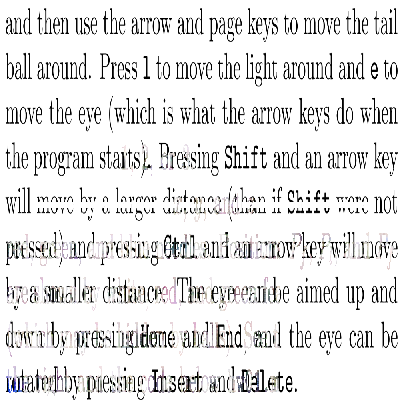 and then use the arrow and page keys to move the tail
ball around. Press l to move the light around and e to
move the eye (which is what the arrow keys do when
the program starts). Pressing Shift and an arrow key
will move by a larger distance (than if Shift were not
pressed) and pressing Ctrl and an arrow key will move
by a smaller distance. The eye can be aimed up and
down by pressing Home and End, and the eye can be
rotated by pressing Insert and Delete.